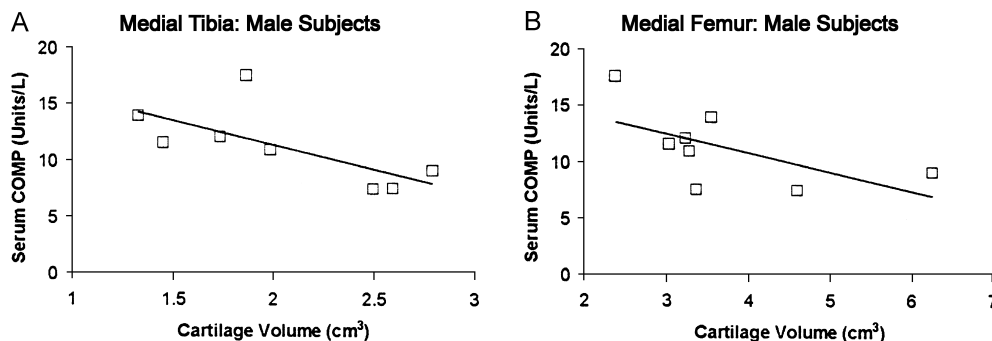 A
Medial Tibia: Male Subjects
Serum COMP (Units/L)
20
15
10
5
0
1
1.5
2
2.5
3
Cartilage Volume (cm³)
B
Medial Femur: Male Subjects
Serum COMP (Units/L)
20
15
10
5
0
2
3
4
5
6
7
Cartilage Volume (cm³)